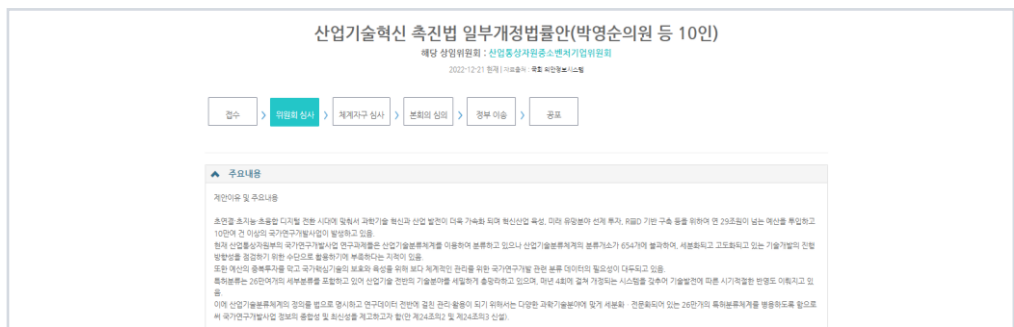 산업기술혁신 촉진법 일부개정법률안(박영순의원 등 10인)
해당 상임위원회 : 산업통상자원중소벤처기업위원회
2022-12-21 현재 | 자료출처 : 국회 의안정보시스템
접수 > 위원회 심사 > 체계자구 심사 > 본회의 심의 > 정부 이송 > 공포
주요내용
제안이유 및 주요내용
초연결·초지능·초융합 디지털 전환 시대에 맞춰서 과학기술 혁신과 산업 발전이 더욱 가속화 되며 혁신산업 육성, 미래 유망분야 선제 투자, R&D 기반 구축 등을 위하여 연 29조원이 넘는 예산을 투입하고
10만여 건 이상의 국가연구개발사업이 발생하고 있음.
현재 산업통상자원부의 국가연구개발사업 연구과제들은 산업기술분류체계를 이용하여 분류하고 있으나 산업기술분류체계의 분류개소가 654개에 불과하여, 세분화되고 고도화되고 있는 기술개발의 진행
방향성을 점검하기 위한 수단으로 활용하기에 부족하다는 지적이 있음.
또한 예산의 중복투자를 막고 국가핵심기술의 보호와 육성을 위해 보다 체계적인 관리를 위한 국가연구개발 관련 분류 데이터의 필요성이 대두되고 있음.
특허분류는 26만여개의 세부분류를 포함하고 있어 산업기술 전반의 기술분야를 세밀하게 총망라하고 있으며, 매년 4회에 걸쳐 개정되는 시스템을 갖추어 기술발전에 따른 시기적절한 반영도 이뤄지고 있
음.
이에 산업기술분류체계의 정의를 법으로 명시하고 연구데이터 전반에 걸친 관리·활용이 되기 위해서는 다양한 과학기술분야에 맞게 세분화·전문화되어 있는 26만개의 특허분류체계를 병용하도록 함으로
써 국가연구개발사업 정보의 종합성 및 최신성을 제고하고자 함(안 제24조의2 및 제24조의3 신설).